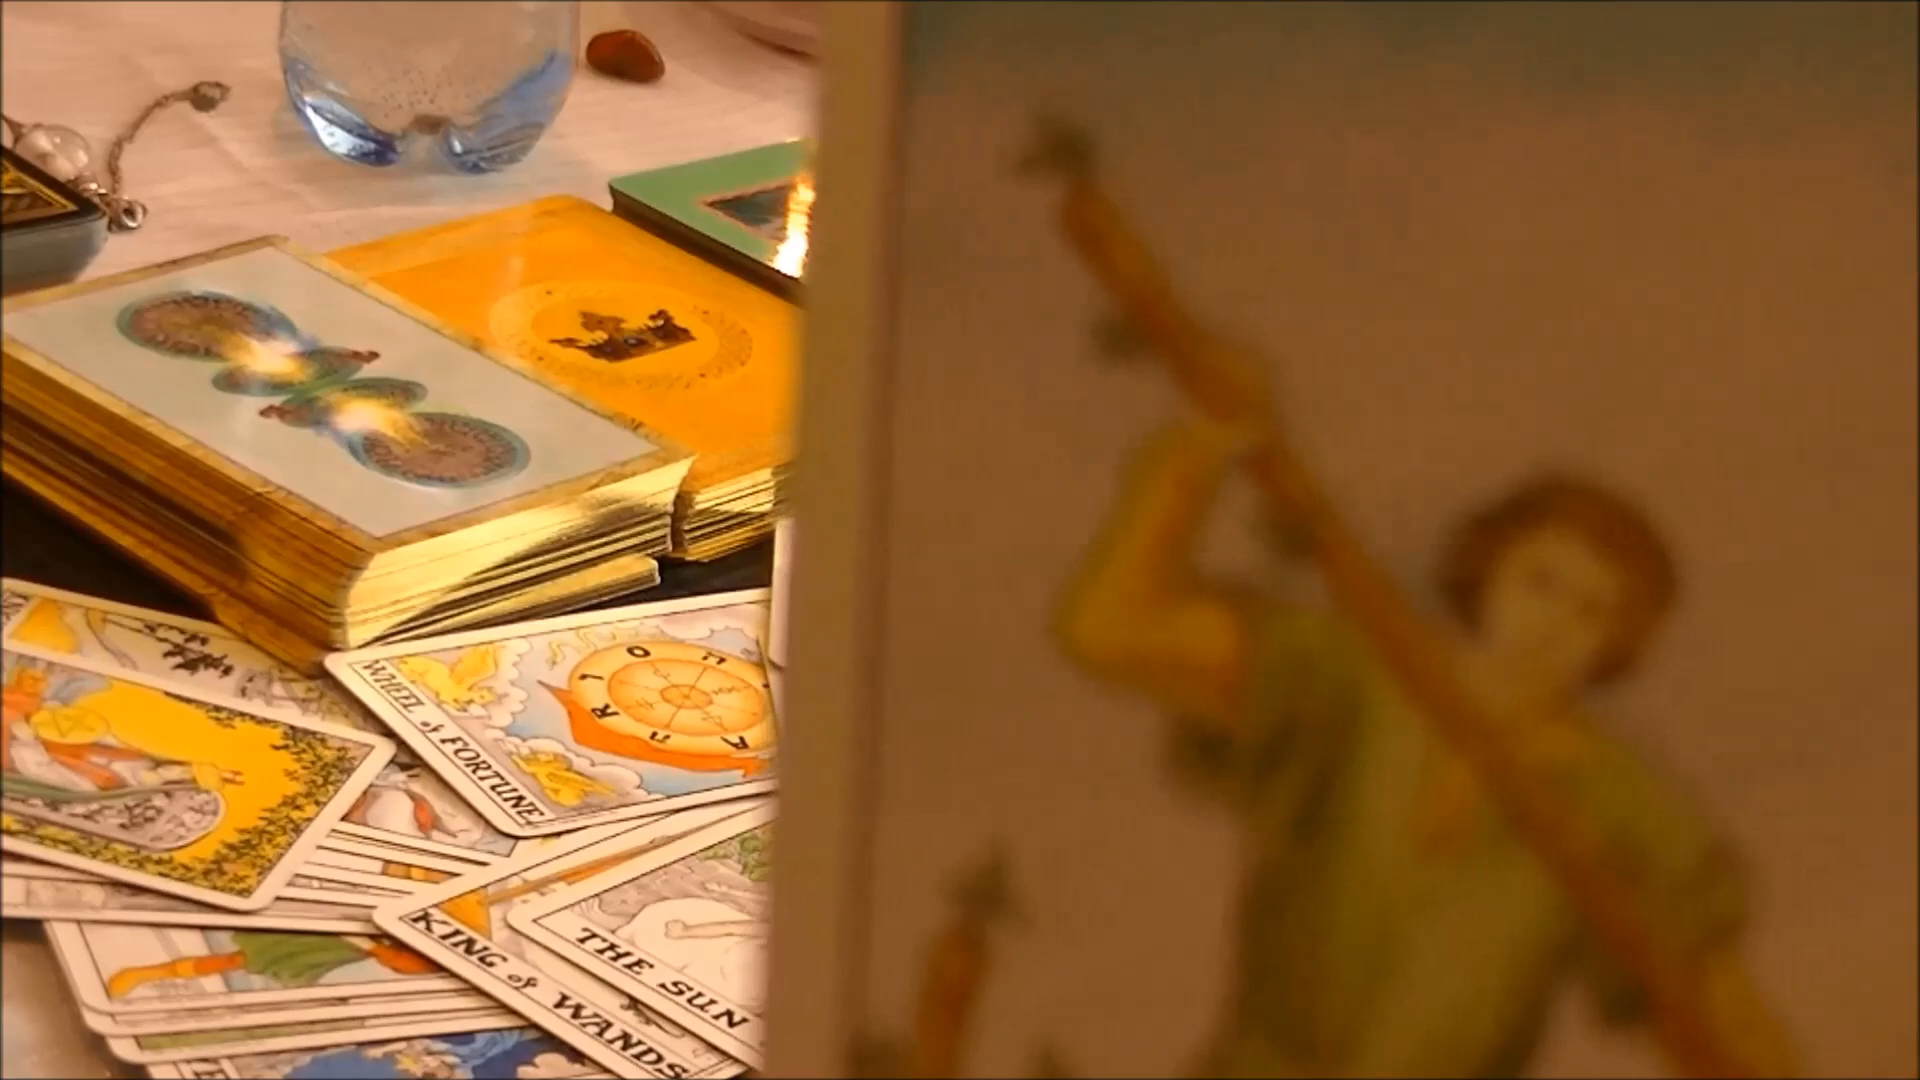 WHEEL of FORTUNE.
KING of WANDS.
THE SUN